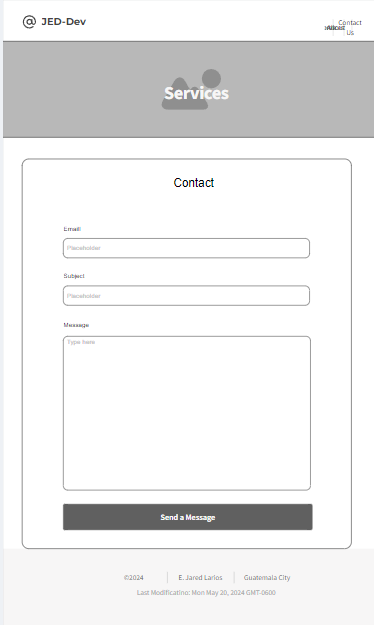 @ JED-Dev
About
Contact
Us
Services
Contact
Email
Placeholder
Subject
Placeholder
Message
Type here
Send a Message
©2024 E. Jared Larios Guatemala City
Last Modificatino: Mon May 20, 2024 GMT-0600